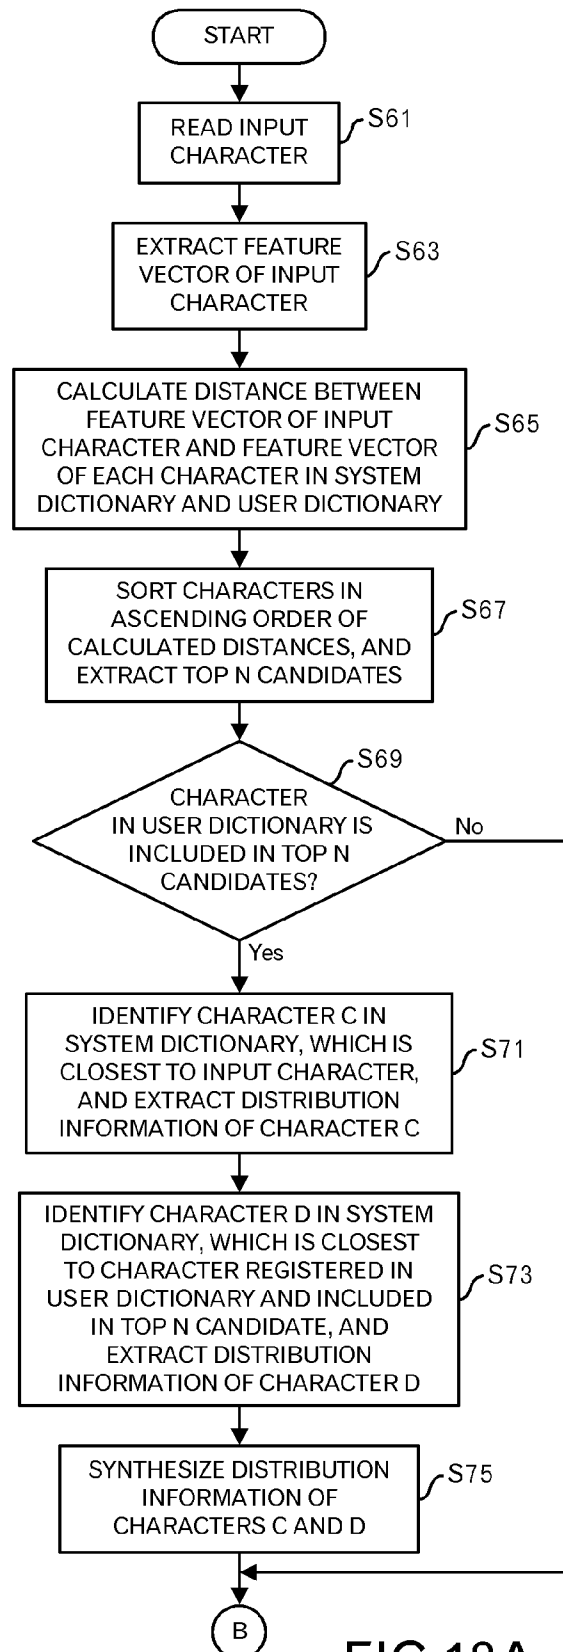 START
READ INPUT
CHARACTER
S61
EXTRACT FEATURE
VECTOR OF INPUT
CHARACTER
S63
CALCULATE DISTANCE BETWEEN
FEATURE VECTOR OF INPUT
CHARACTER AND FEATURE VECTOR
OF EACH CHARACTER IN SYSTEM
DICTIONARY AND USER DICTIONARY
S65
SORT CHARACTERS IN
ASCENDING ORDER OF
CALCULATED DISTANCES, AND
EXTRACT TOP N CANDIDATES
S67
S69
CHARACTER
IN USER DICTIONARY IS
INCLUDED IN TOP N
CANDIDATES?
No
Yes
IDENTIFY CHARACTER C IN
SYSTEM DICTIONARY, WHICH IS
CLOSEST TO INPUT CHARACTER,
AND EXTRACT DISTRIBUTION
INFORMATION OF CHARACTER C
S71
IDENTIFY CHARACTER D IN SYSTEM
DICTIONARY, WHICH IS CLOSEST
TO CHARACTER REGISTERED IN
USER DICTIONARY AND INCLUDED
IN TOP N CANDIDATE, AND
EXTRACT DISTRIBUTION
INFORMATION OF CHARACTER D
S73
SYNTHESIZE DISTRIBUTION
INFORMATION OF
CHARACTERS C AND D
S75
B